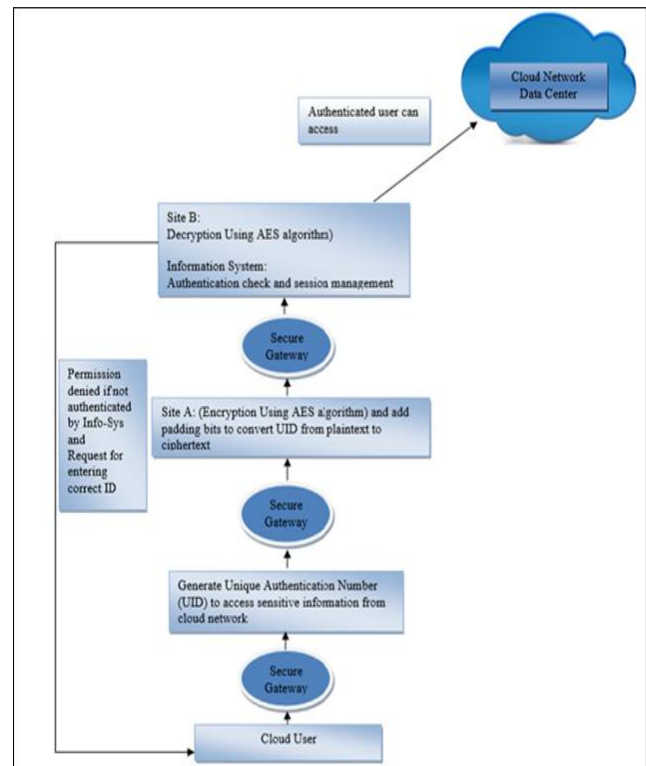 Cloud Network
Data Center
Authenticated user can
access
Site B:
Decryption Using AES algorithm)
Information System:
Authentication check and session management
Secure
Gateway
Permission
denied if not
authenticated
by Info-Sys
and
Request for
entering
correct ID
Site A: (Encryption Using AES algorithm) and add
padding bits to convert UID from plaintext to
ciphertext
Secure
Gateway
Generate Unique Authentication Number
(UID) to access sensitive information from
cloud network
Secure
Gateway
Cloud User